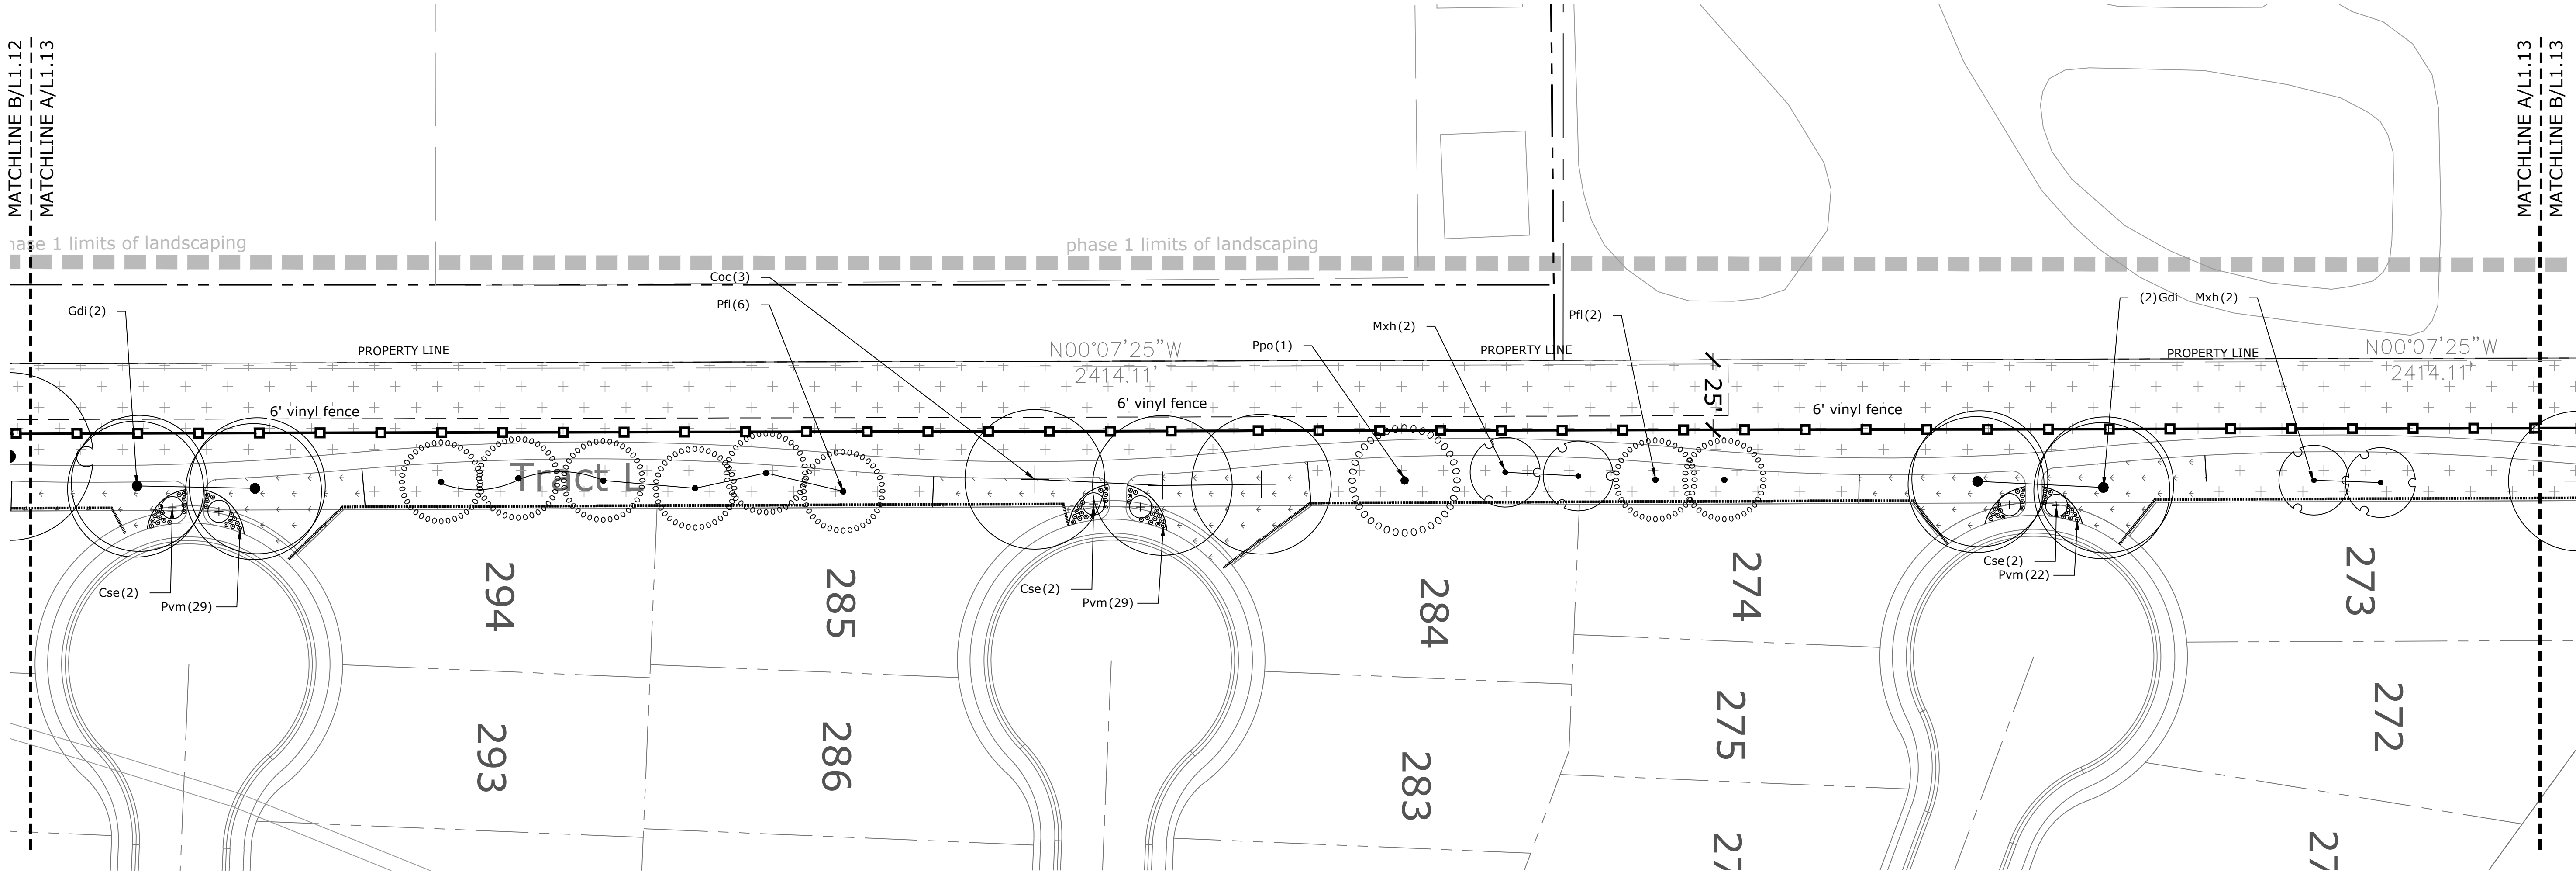 MATCHLINE B/L1.12
MATCHLINE A/L1.13
MATCHLINE A/L1.13
MATCHLINE B/L1.13
hase 1 limits of landscaping
phase 1 limits of landscaping
Coc(3)
Gdi(2)
Pfl(6)
Mxh(2)
Pfl(2)
(2)Gdi
Mxh(2)
Ppo(1)
PROPERTY LINE
N00°07'25"W
2414.11'
PROPERTY LINE
PROPERTY LINE
N00°07'25"W
2414.11'
25'
6' vinyl fence
6' vinyl fence
6' vinyl fence
Tract L
Cse(2)
Pvm(29)
Cse(2)
Pvm(29)
Cse(2)
Pvm(22)
294
285
284
274
273
293
286
283
275
272
27
27